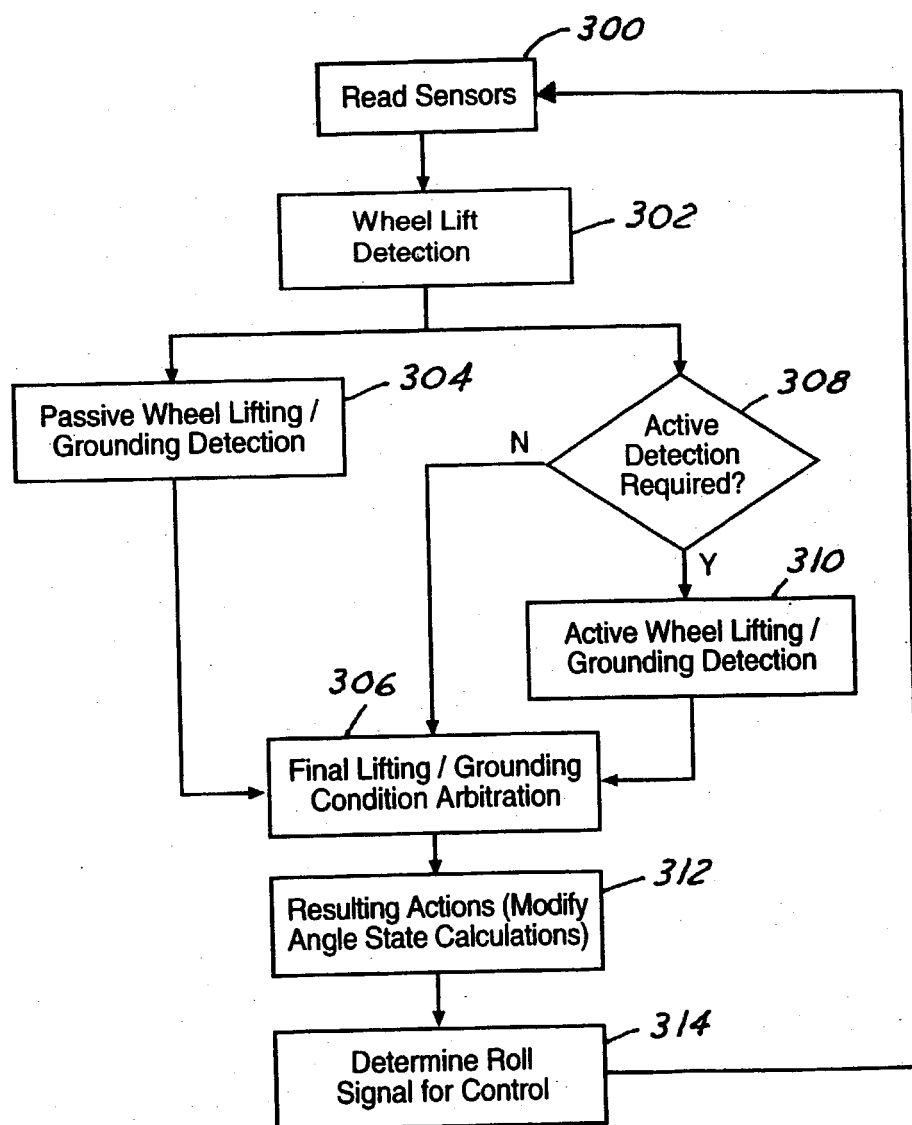 300
Read Sensors
302
Wheel Lift
Detection
304
Passive Wheel Lifting /
Grounding Detection
308
Active
Detection
Required?
N
Y
310
Active Wheel Lifting /
Grounding Detection
306
Final Lifting / Grounding
Condition Arbitration
312
Resulting Actions (Modify
Angle State Calculations)
314
Determine Roll
Signal for Control